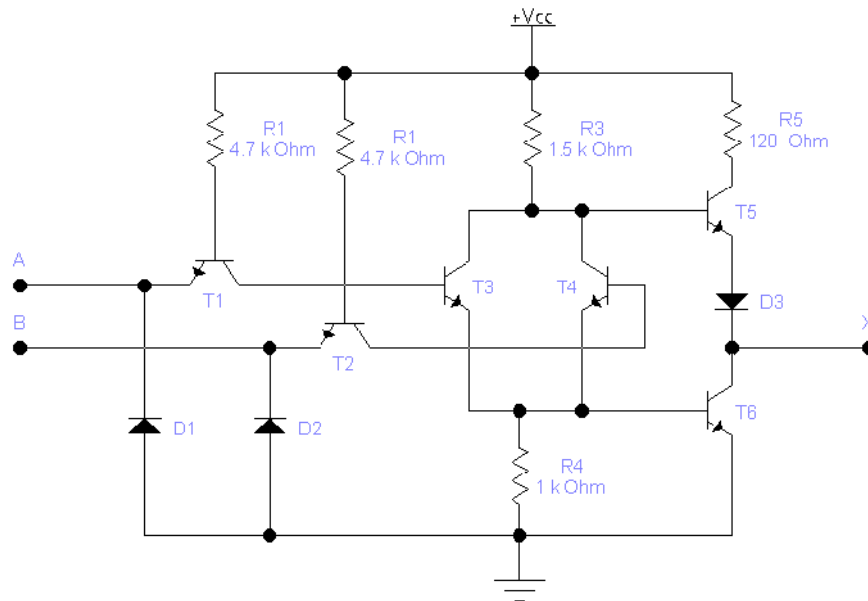 +Vcc
R1
4.7 k Ohm
R1
4.7 k Ohm
R3
1.5 k Ohm
R5
120 Ohm
T5
A
T1
T3
T4
D3
B
T2
X
D1
D2
T6
R4
1 k Ohm